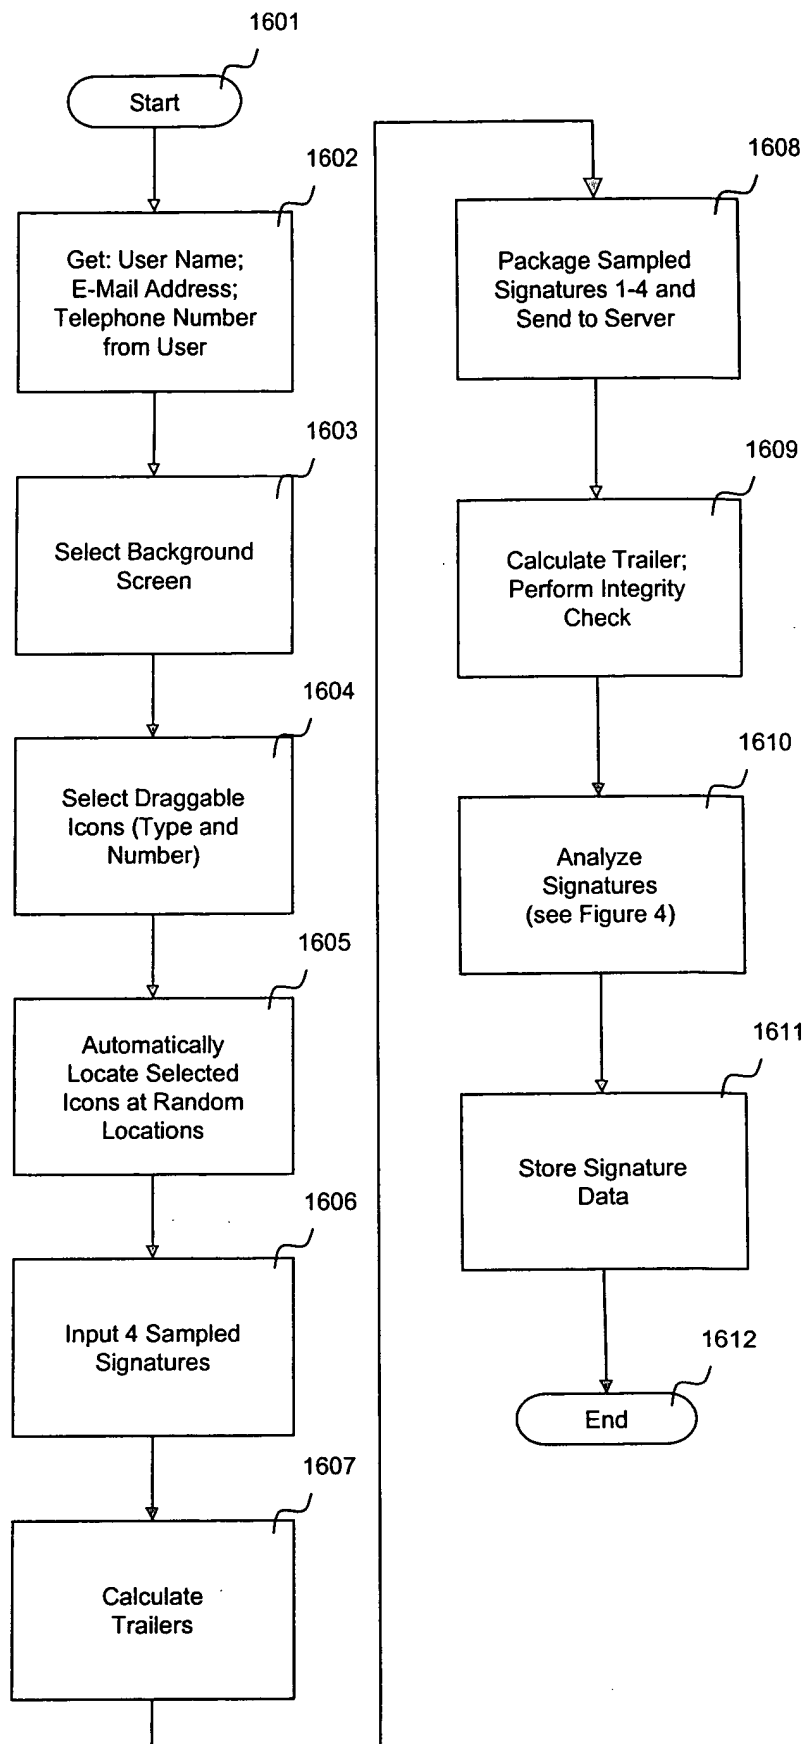 1601
Start
1602
Get: User Name;
E-Mail Address;
Telephone Number
from User
1603
Select Background
Screen
1604
Select Draggable
Icons (Type and
Number)
1605
Automatically
Locate Selected
Icons at Random
Locations
1606
Input 4 Sampled
Signatures
1607
Calculate
Trailers
1608
Package Sampled
Signatures 1-4 and
Send to Server
1609
Calculate Trailer;
Perform Integrity
Check
1610
Analyze
Signatures
(see Figure 4)
1611
Store Signature
Data
1612
End